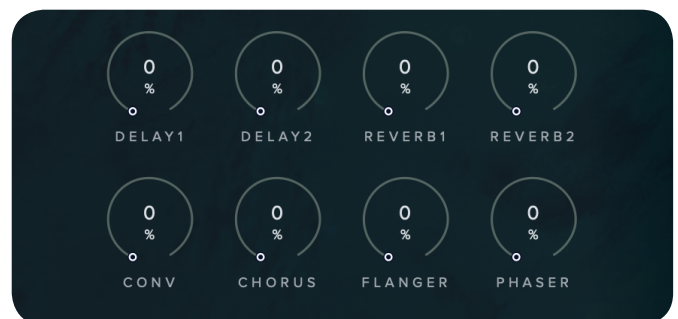 0 0 0 0
% % % %
DELAY1 DELAY2 REVERB1 REVERB2
0 0 0 0
% % % %
CONV CHORUS FLANGER PHASER